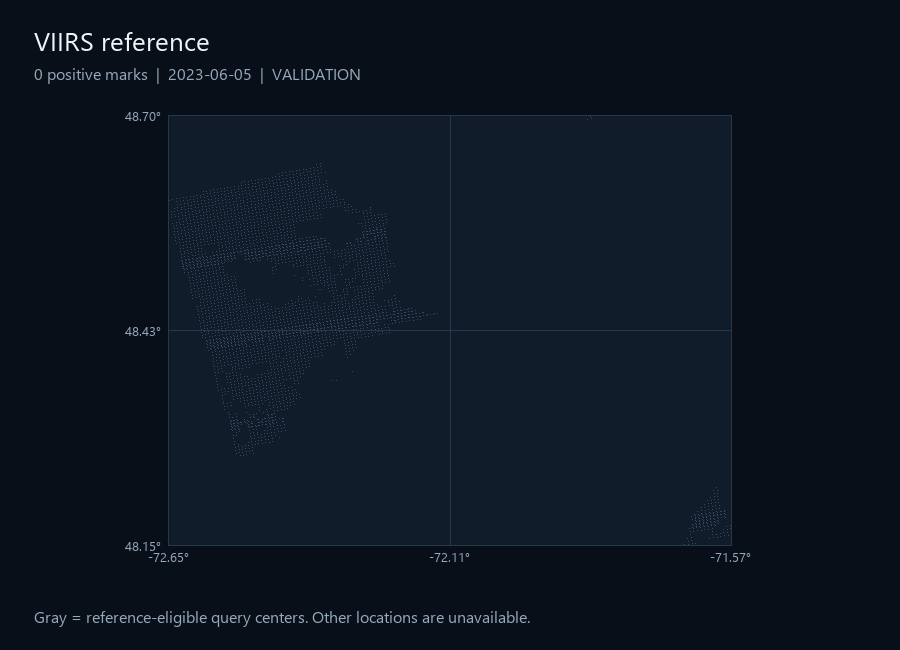 VIIRS reference
0 positive marks | 2023-06-05 | VALIDATION
48.70°
48.43°
48.15°
-72.65°
-72.11°
-71.57°
Gray = reference-eligible query centers. Other locations are unavailable.